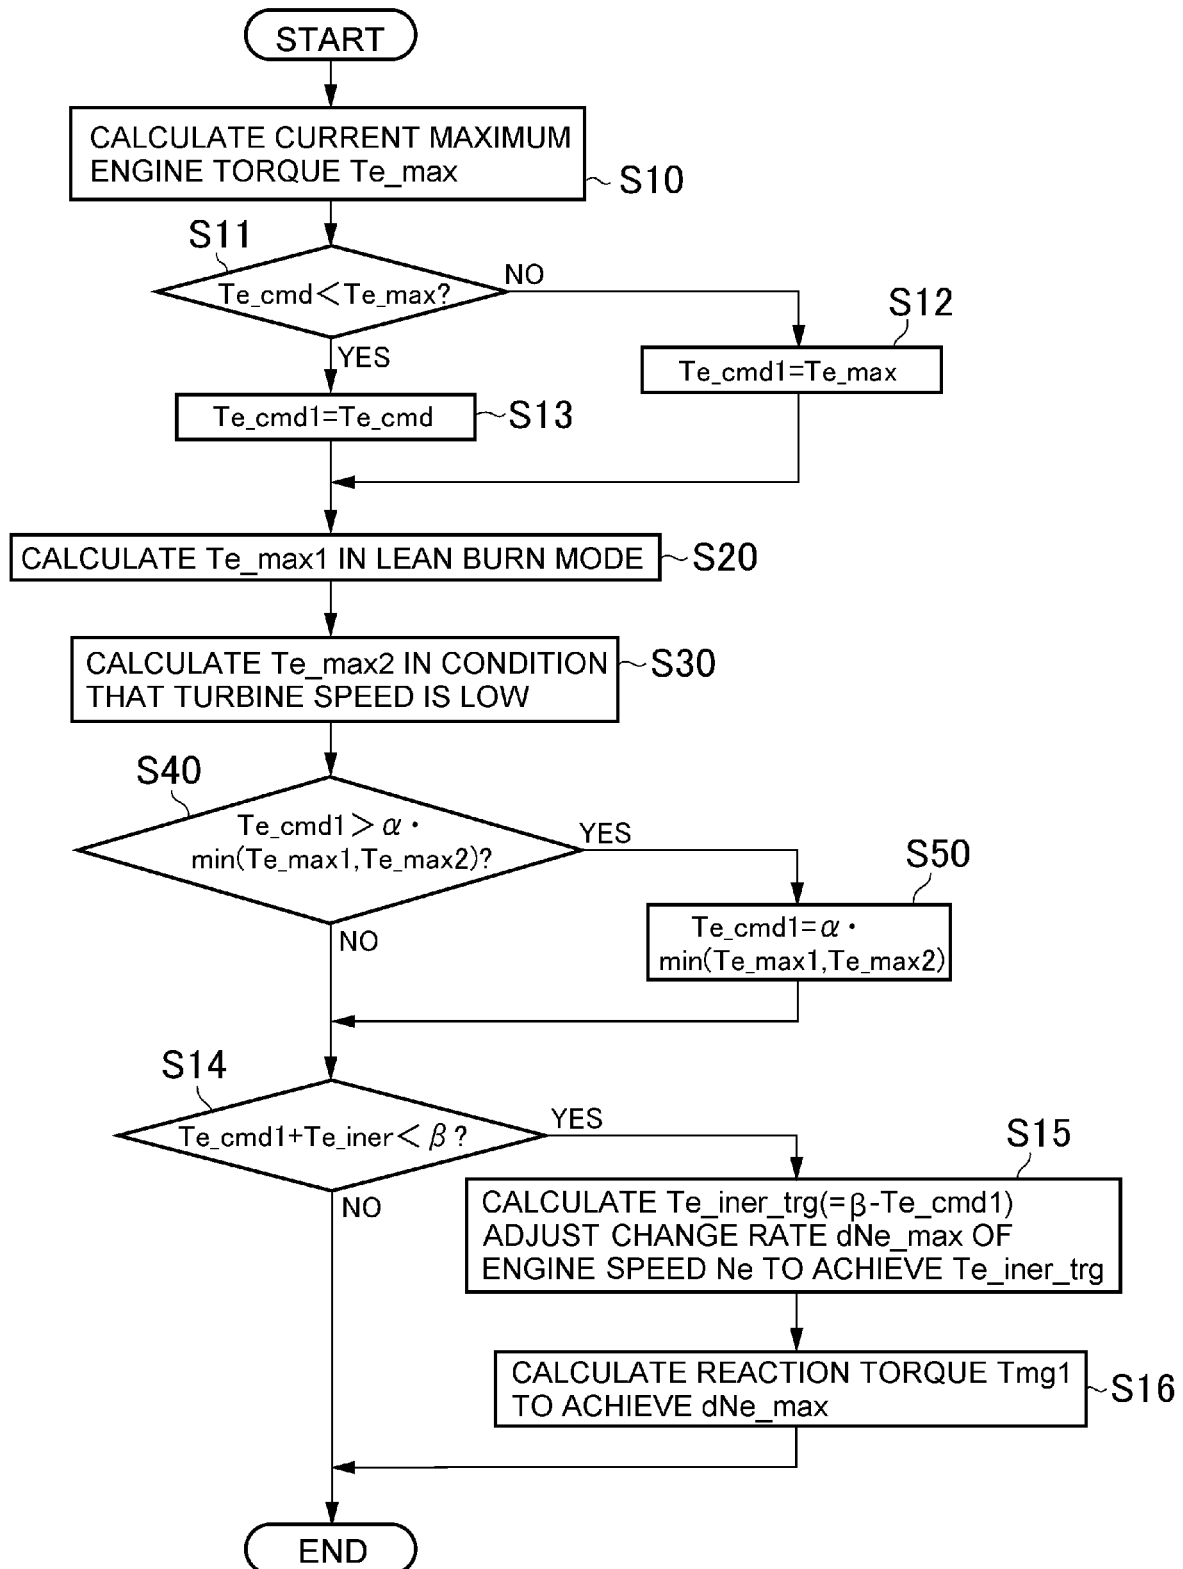 START
CALCULATE CURRENT MAXIMUM
ENGINE TORQUE Te_max
S10
S11
Te_cmd<Te_max?
NO
YES
S12
Te_cmd1=Te_max
Te_cmd1=Te_cmd
S13
CALCULATE Te_max1 IN LEAN BURN MODE
S20
CALCULATE Te_max2 IN CONDITION
THAT TURBINE SPEED IS LOW
S30
S40
Te_cmd1>α・
min(Te_max1,Te_max2)?
YES
NO
S50
Te_cmd1=α・
min(Te_max1,Te_max2)
S14
Te_cmd1+Te_iner<β?
YES
NO
S15
CALCULATE Te_iner_trg(=β-Te_cmd1)
ADJUST CHANGE RATE dNe_max OF
ENGINE SPEED Ne TO ACHIEVE Te_iner_trg
CALCULATE REACTION TORQUE Tmg1
TO ACHIEVE dNe_max
S16
END